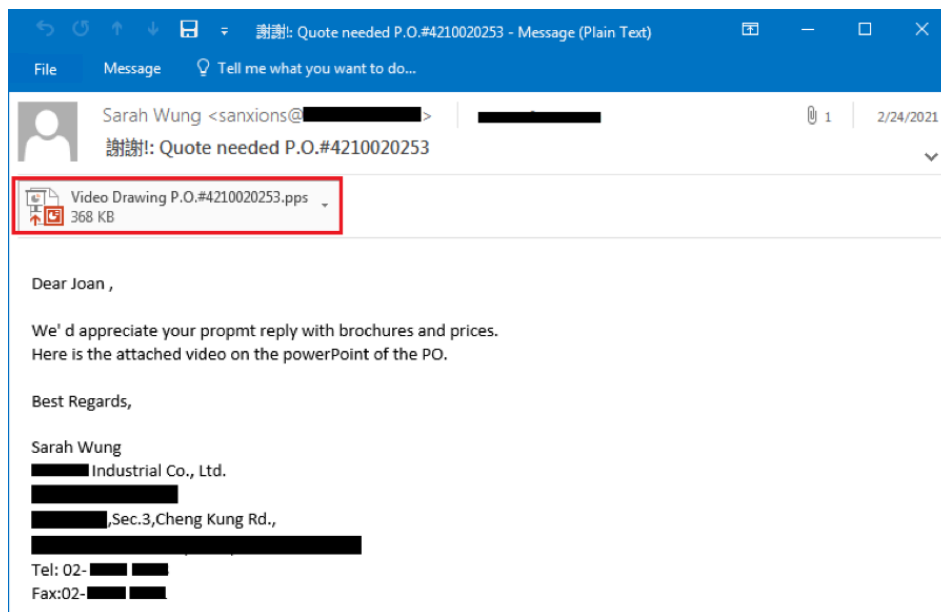 謝謝!: Quote needed P.O.#4210020253 - Message (Plain Text)
File Message Tell me what you want to do...
Sarah Wung <sanxions@ >
1 2/24/2021
謝謝!: Quote needed P.O.#4210020253
Video Drawing P.O.#4210020253.pps
368 KB
Dear Joan ,
We' d appreciate your propmt reply with brochures and prices.
Here is the attached video on the powerPoint of the PO.
Best Regards,
Sarah Wung
Industrial Co., Ltd.
,Sec.3,Cheng Kung Rd.,
Tel: 02-
Fax:02-